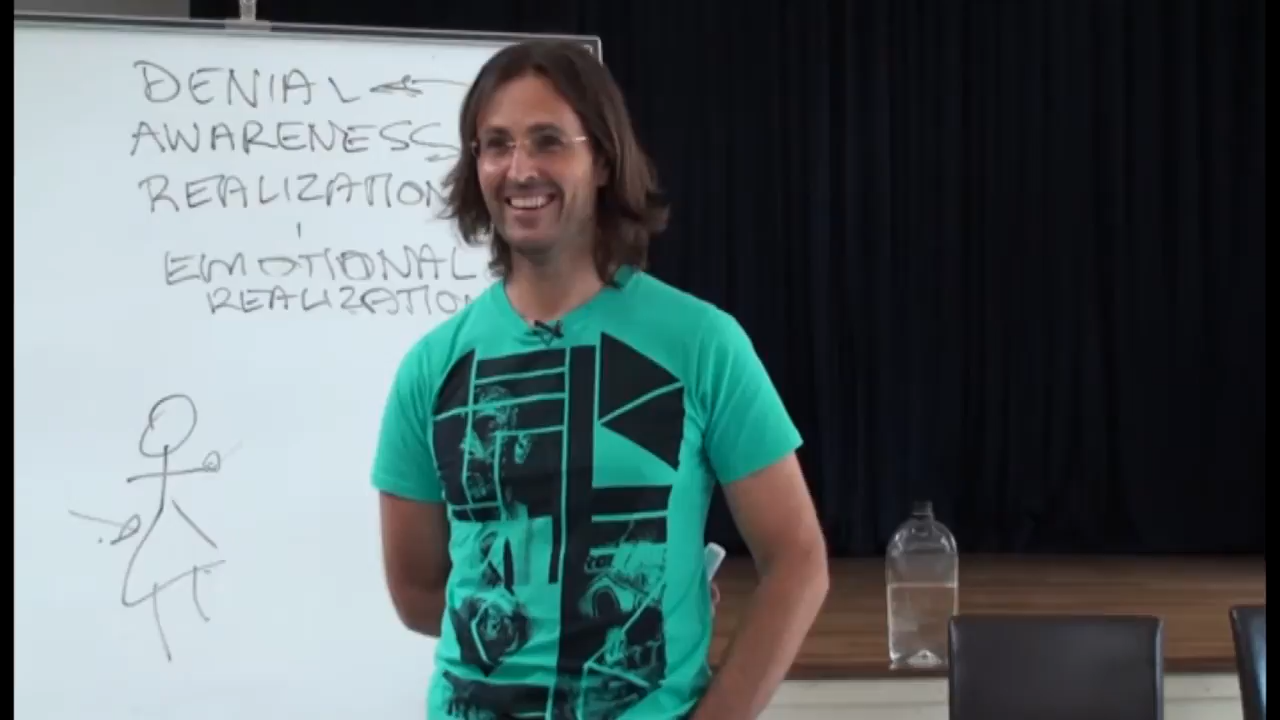 DENIAL
AWARENESS
REALIZATION
EMOTIONAL
REALIZATION